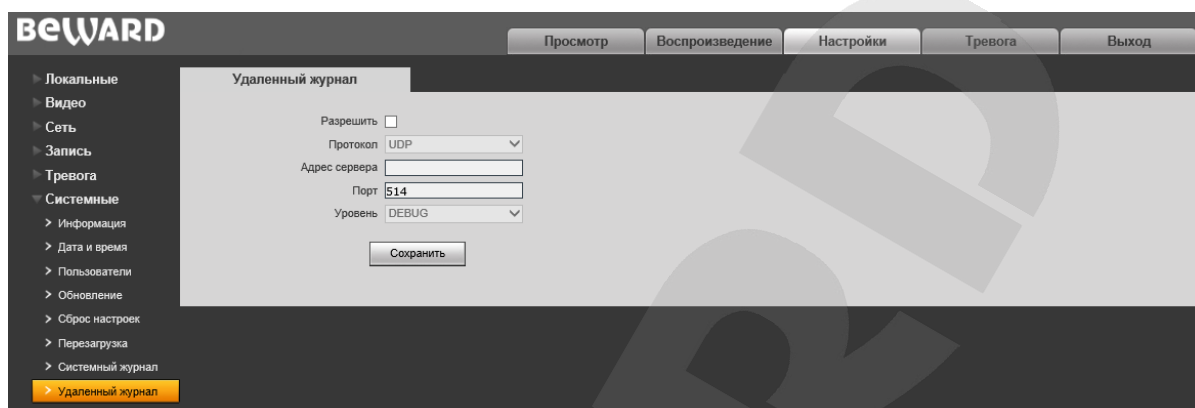 BEWARD
Просмотр Воспроизведение Настройки Тревога Выход
Локальные
Видео
Сеть
Запись
Тревога
Системные
Информация
Дата и время
Пользователи
Обновление
Сброс настроек
Перезагрузка
Системный журнал
Удаленный журнал
Удаленный журнал
Разрешить
Протокол UDP
Адрес сервера
Порт 514
Уровень DEBUG
Сохранить